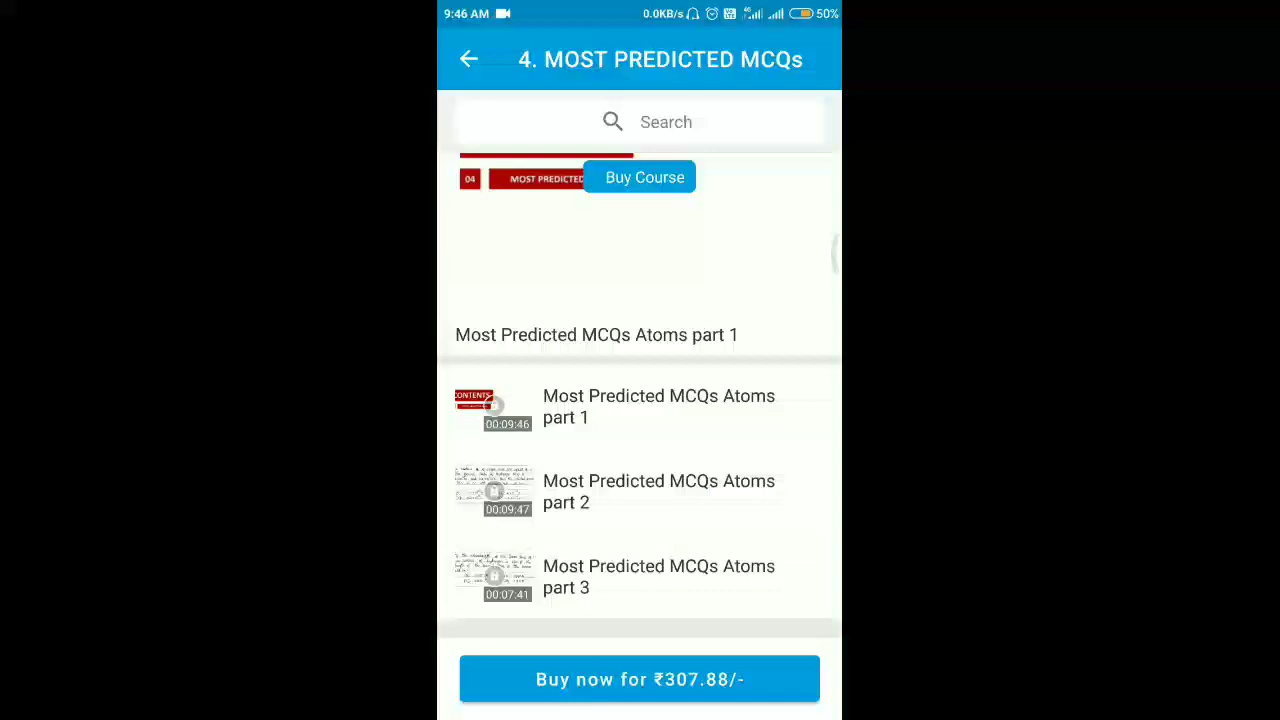 9:46 AM
0.0KB/s
4G
50%
4. MOST PREDICTED MCQs
Search
04
MOST PREDICTED
Buy Course
Most Predicted MCQs Atoms part 1
CONTENTS
00:09:46
Most Predicted MCQs Atoms
part 1
00:09:47
Most Predicted MCQs Atoms
part 2
00:07:41
Most Predicted MCQs Atoms
part 3
Buy now for ₹307.88/-